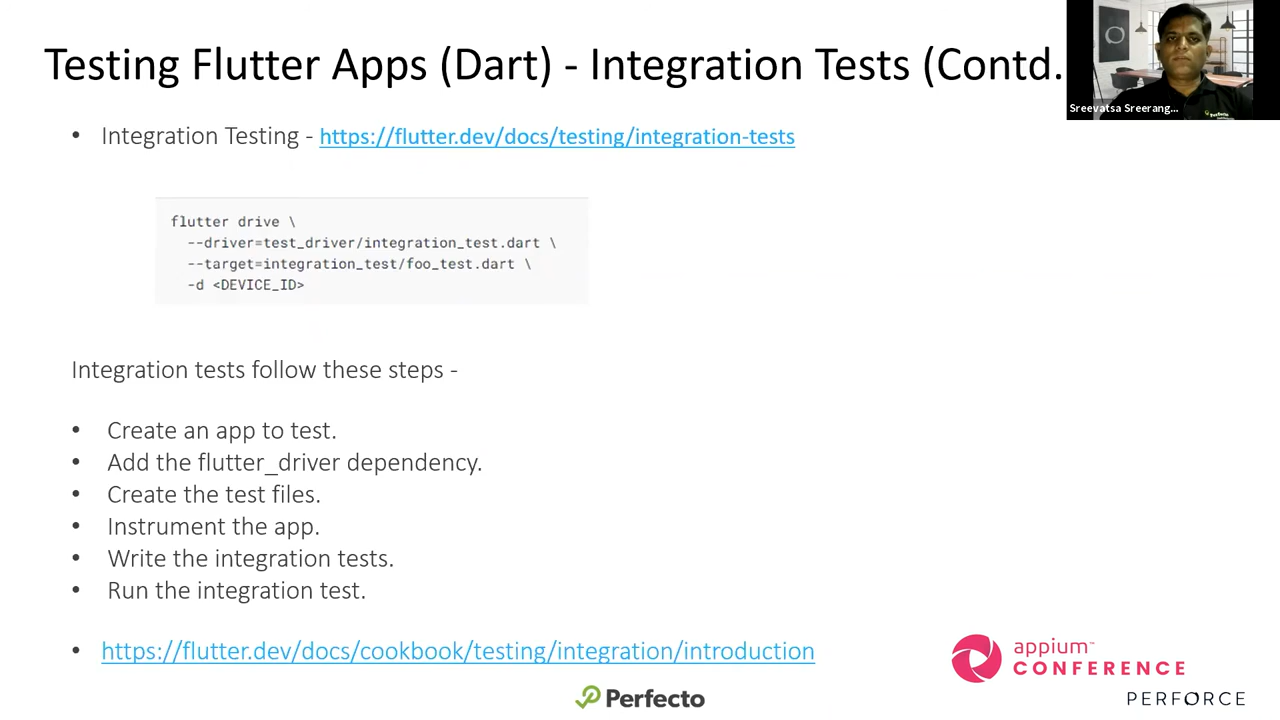 Testing Flutter Apps (Dart) - Integration Tests (Contd.
Sreevatsa Sreerang...
• Integration Testing - https://flutter.dev/docs/testing/integration-tests
flutter drive \
--driver=test_driver/integration_test.dart \
--target=integration_test/foo_test.dart \
-d <DEVICE_ID>
Integration tests follow these steps -
• Create an app to test.
• Add the flutter_driver dependency.
• Create the test files.
• Instrument the app.
• Write the integration tests.
• Run the integration test.
• https://flutter.dev/docs/cookbook/testing/integration/introduction
appium™
CONFERENCE
Perfecto
PERFORCE